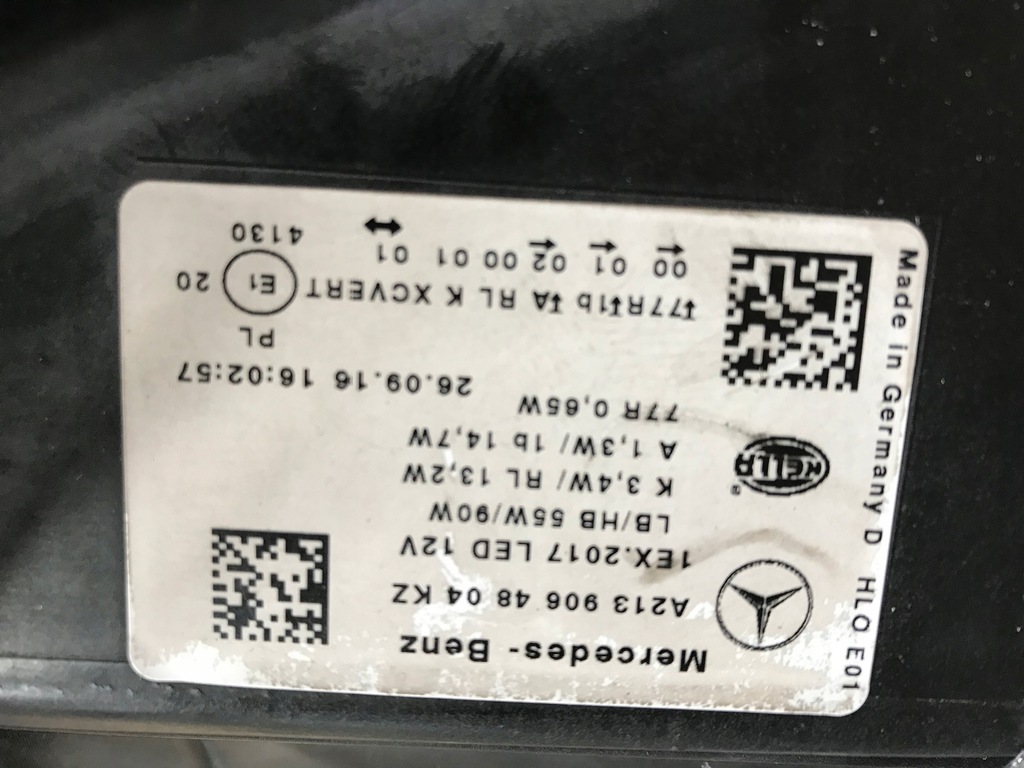 Mercedes-Benz
A213 906 48 04 KZ
1EX.2017 LED 12V
LB/HB 55W/90W
K 3,4W/ RL 13,2W
A 1,3W/ 1b 14,7W
77R 0,65W
26.09.16 16:02:57
PL
77R 1b A RL K XCVERT
E1
20
00 01 02 00 01 01
4130
HELLA
Made in Germany D HLO E01